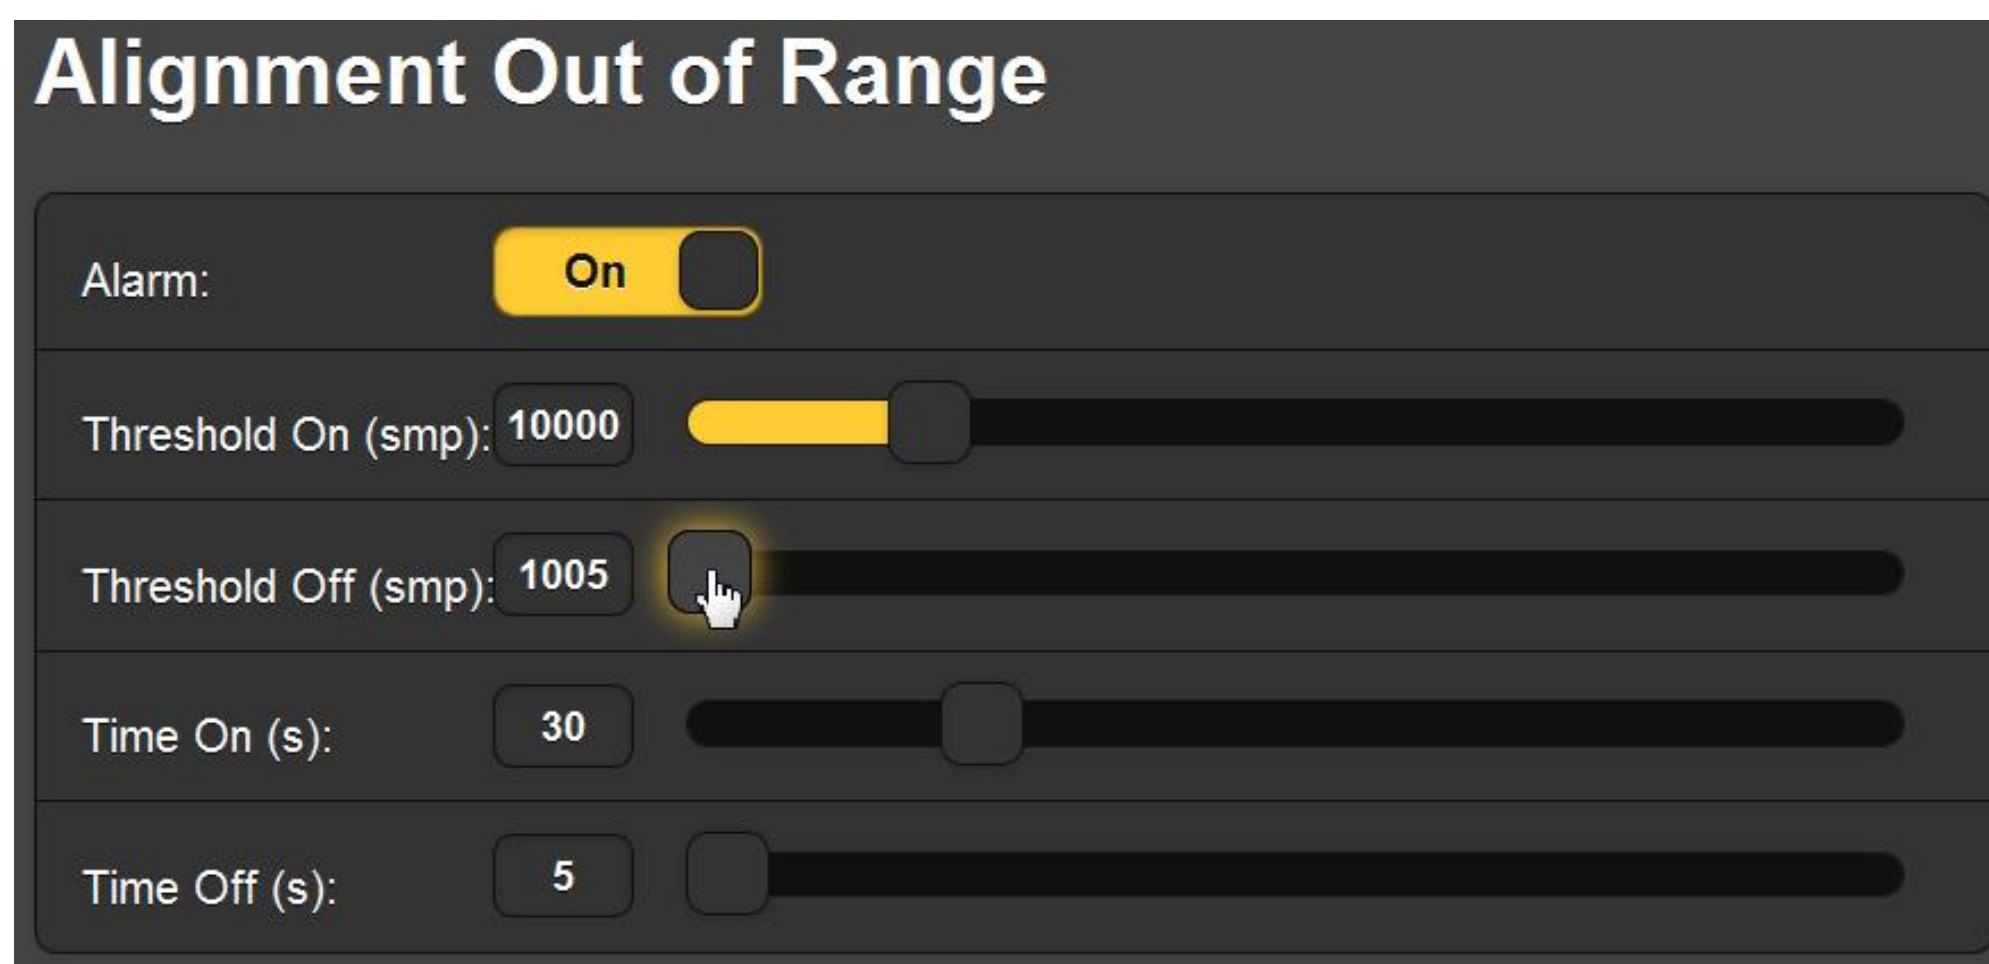 Alignment Out of Range
Alarm: On
Threshold On (smp): 10000
Threshold Off (smp): 1005
Time On (s): 30
Time Off (s): 5